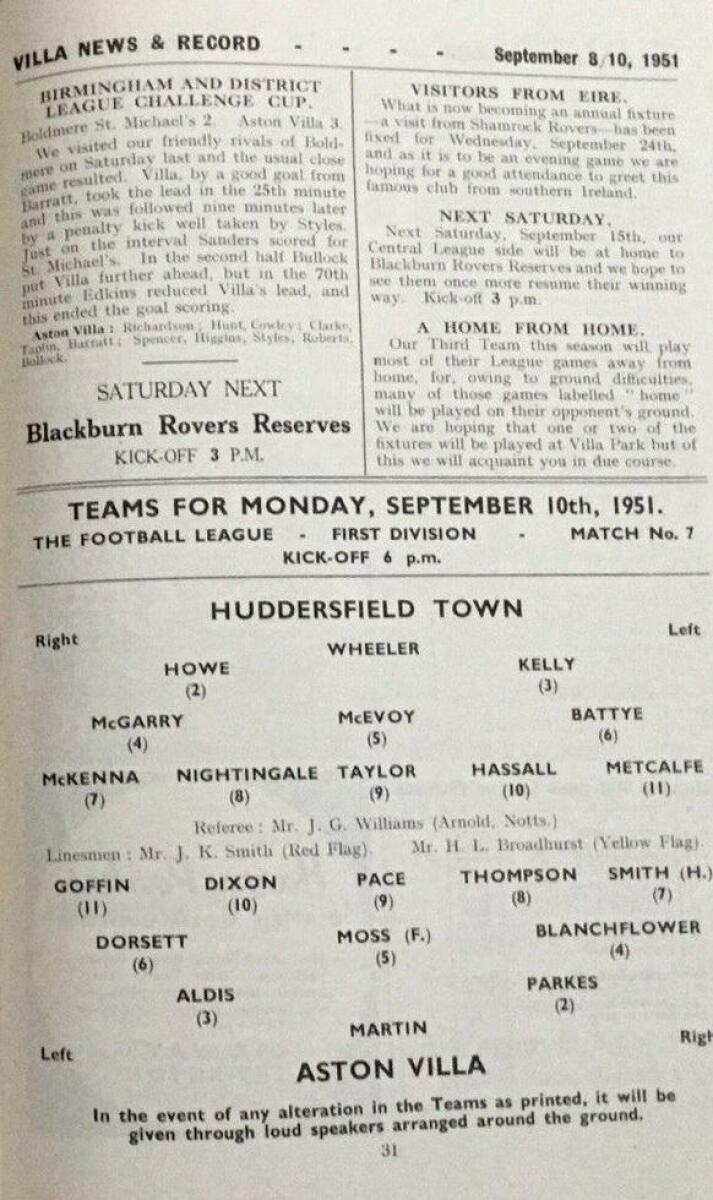 VILLA NEWS & RECORD - - - - September 8/10, 1951
BIRMINGHAM AND DISTRICT
LEAGUE CHALLENGE CUP.
Boldmere St. Michael's 2. Aston Villa 3.
We visited our friendly rivals of Bold-
mere on Saturday last and the usual close
game resulted. Villa, by a good goal from
Barratt, took the lead in the 25th minute
and this was followed nine minutes later
by a penalty kick well taken by Styles.
Just on the interval Sanders scored for
St. Michael's. In the second half Bullock
put Villa further ahead, but in the 70th
minute Edkins reduced Villa's lead, and
this ended the goal scoring.
Aston Villa : Richardson ; Hunt, Cowley ; Clarke,
Taplin, Barratt ; Spencer, Higgins, Styles, Roberts,
Bullock.
SATURDAY NEXT
Blackburn Rovers Reserves
KICK-OFF 3 P.M.
VISITORS FROM EIRE.
What is now becoming an annual fixture
—a visit from Shamrock Rovers—has been
fixed for Wednesday, September 24th,
and as it is to be an evening game we are
hoping for a good attendance to greet this
famous club from southern Ireland.
NEXT SATURDAY.
Next Saturday, September 15th, our
Central League side will be at home to
Blackburn Rovers Reserves and we hope to
see them once more resume their winning
way. Kick-off 3 p.m.
A HOME FROM HOME.
Our Third Team this season will play
most of their League games away from
home, for, owing to ground difficulties,
many of those games labelled "home"
will be played on their opponent's ground.
We are hoping that one or two of the
fixtures will be played at Villa Park but of
this we will acquaint you in due course.
TEAMS FOR MONDAY, SEPTEMBER 10th, 1951.
THE FOOTBALL LEAGUE - FIRST DIVISION - MATCH No. 7
KICK-OFF 6 p.m.
HUDDERSFIELD TOWN
Right Left
WHEELER
HOWE KELLY
(2) (3)
McGARRY McEVOY BATTYE
(4) (5) (6)
McKENNA NIGHTINGALE TAYLOR HASSALL METCALFE
(7) (8) (9) (10) (11)
Referee : Mr. J. G. Williams (Arnold, Notts.)
Linesmen : Mr. J. K. Smith (Red Flag). Mr. H. L. Broadhurst (Yellow Flag).
GOFFIN DIXON PACE THOMPSON SMITH (H.)
(11) (10) (9) (8) (7)
DORSETT MOSS (F.) BLANCHFLOWER
(6) (5) (4)
ALDIS PARKES
(3) (2)
MARTIN
Left Righ
ASTON VILLA
In the event of any alteration in the Teams as printed, it will be
given through loud speakers arranged around the ground.
31